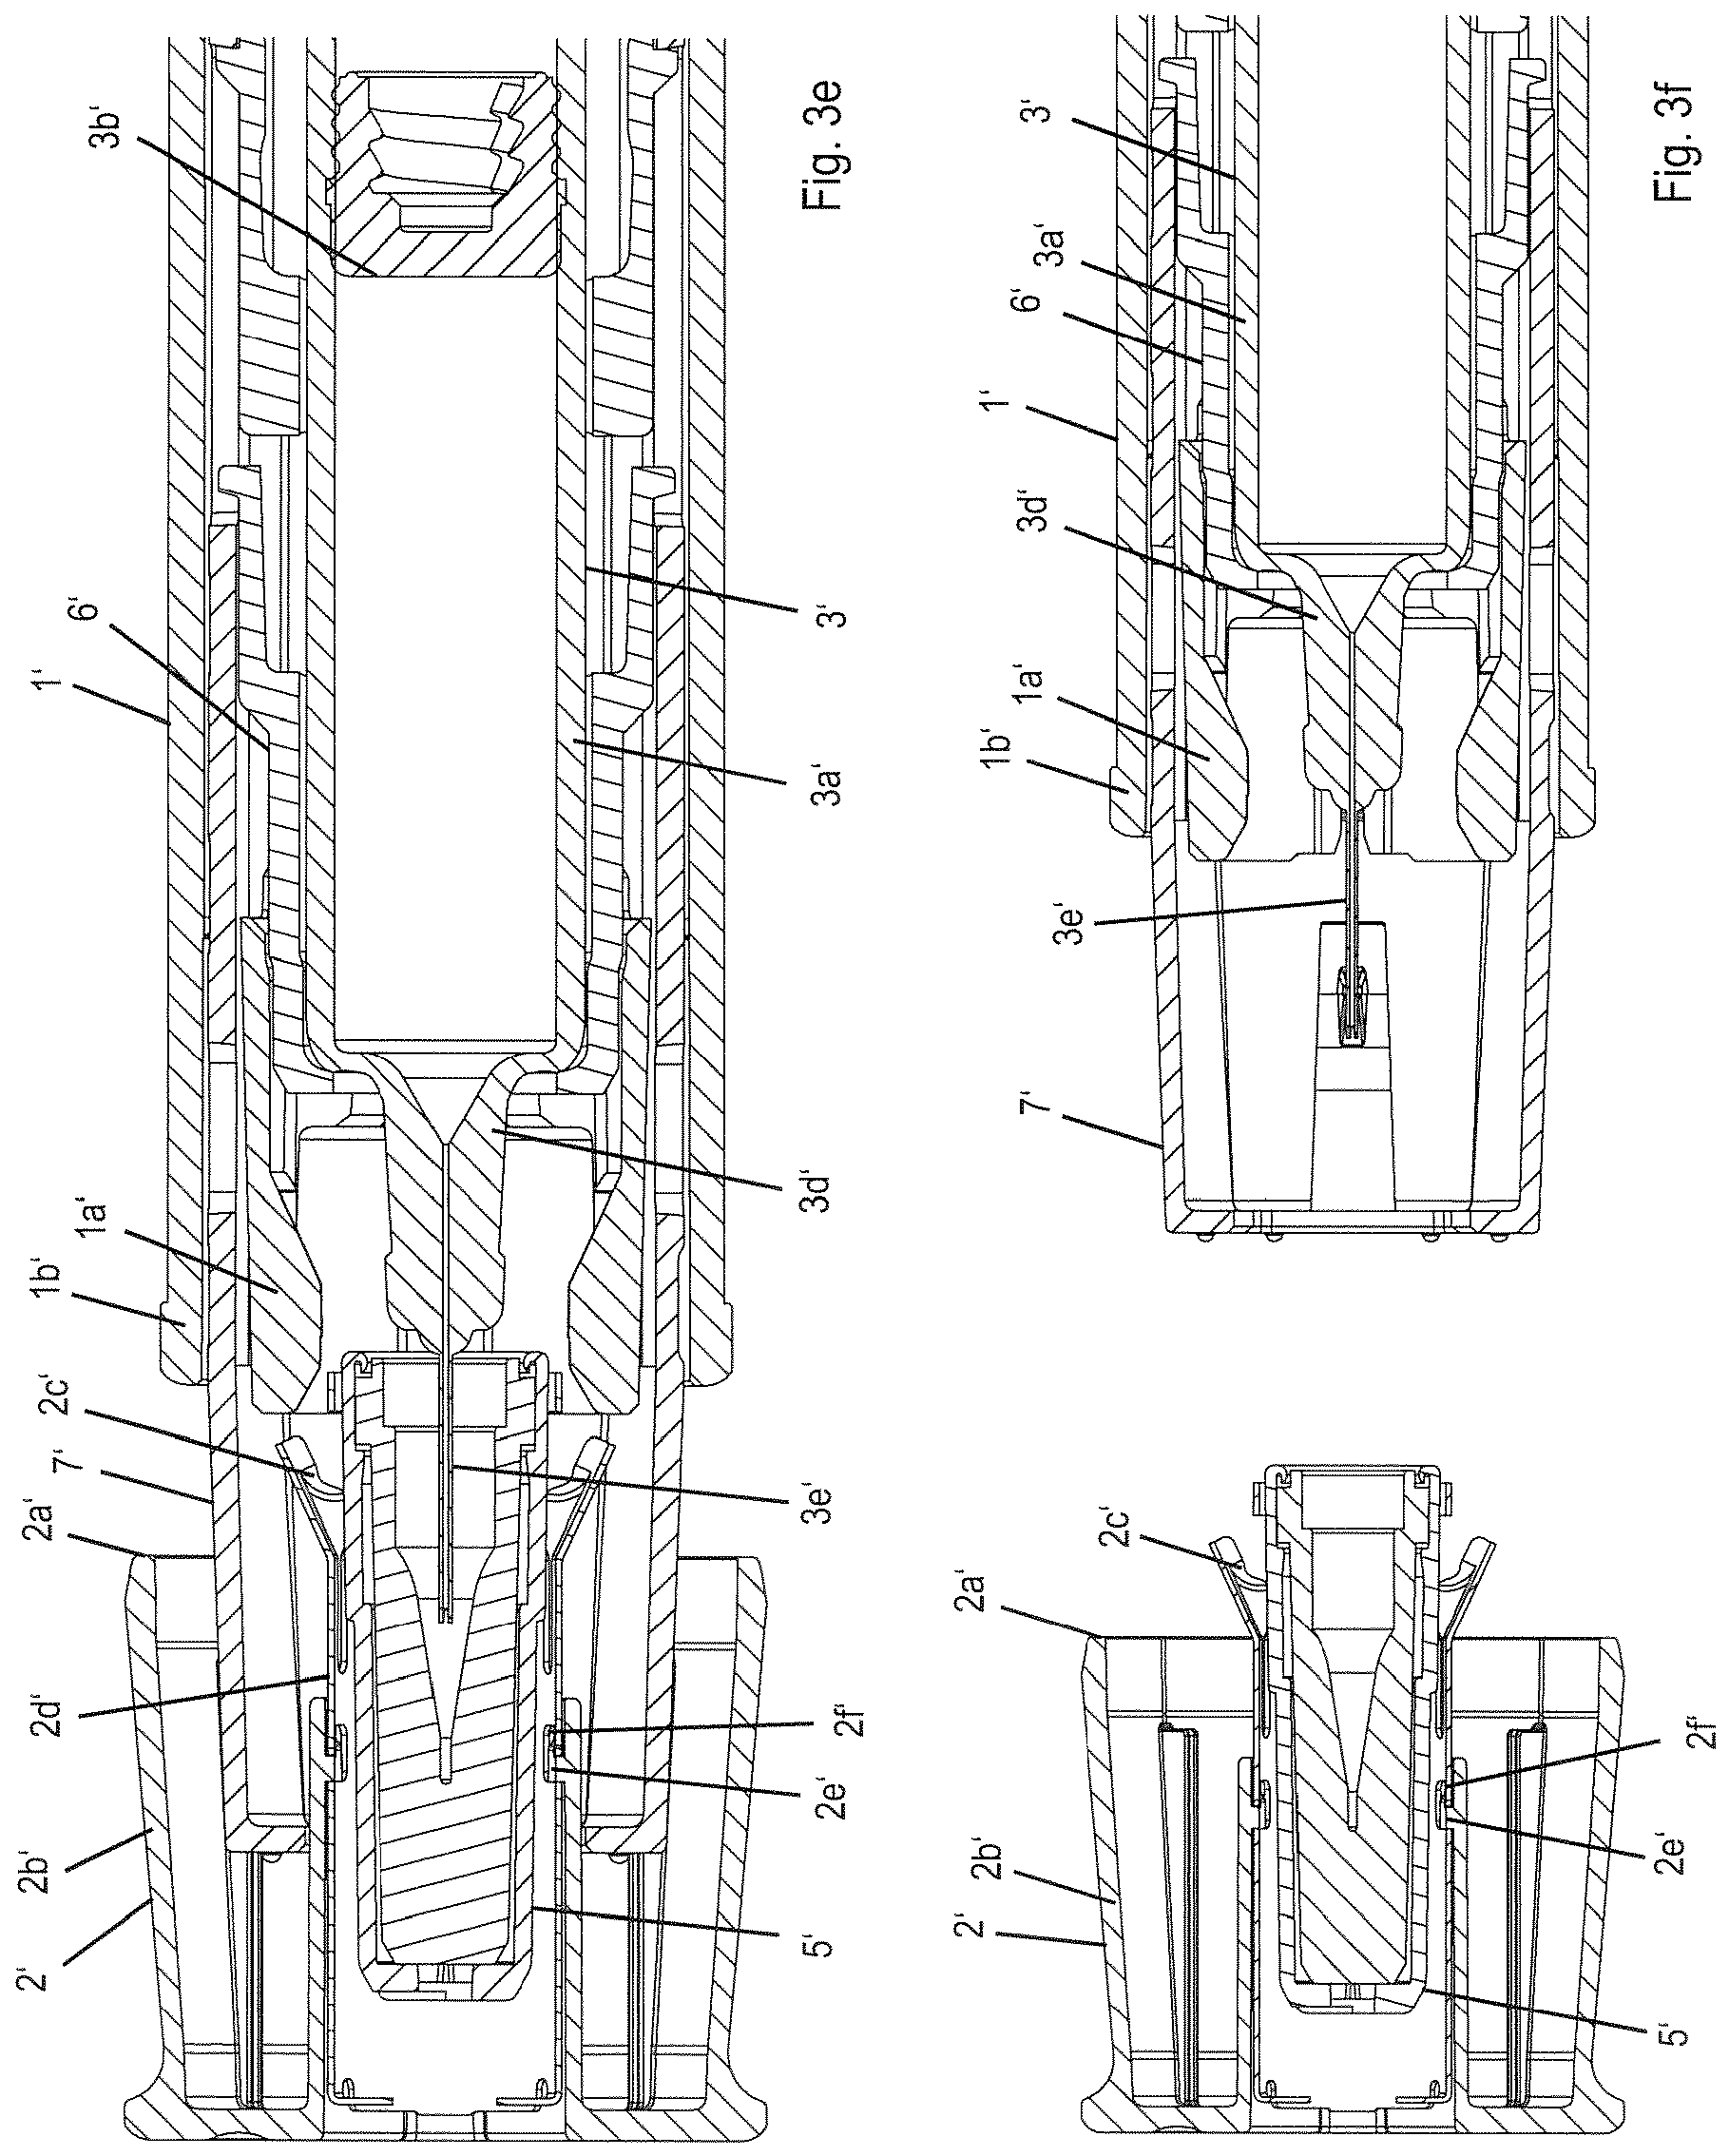 3b‘
6‘
1‘
1a‘
1b‘
2c‘
7‘
2a‘
2d‘
2b‘
2‘
3‘
3a‘
3d‘
3e‘
2f‘
2e‘
5‘
Fig. 3e
3‘
3a‘
6‘
1‘
3d‘
1a‘
1b‘
3e‘
7‘
2c‘
2a‘
2b‘
2‘
2f‘
2e‘
5‘
Fig. 3f